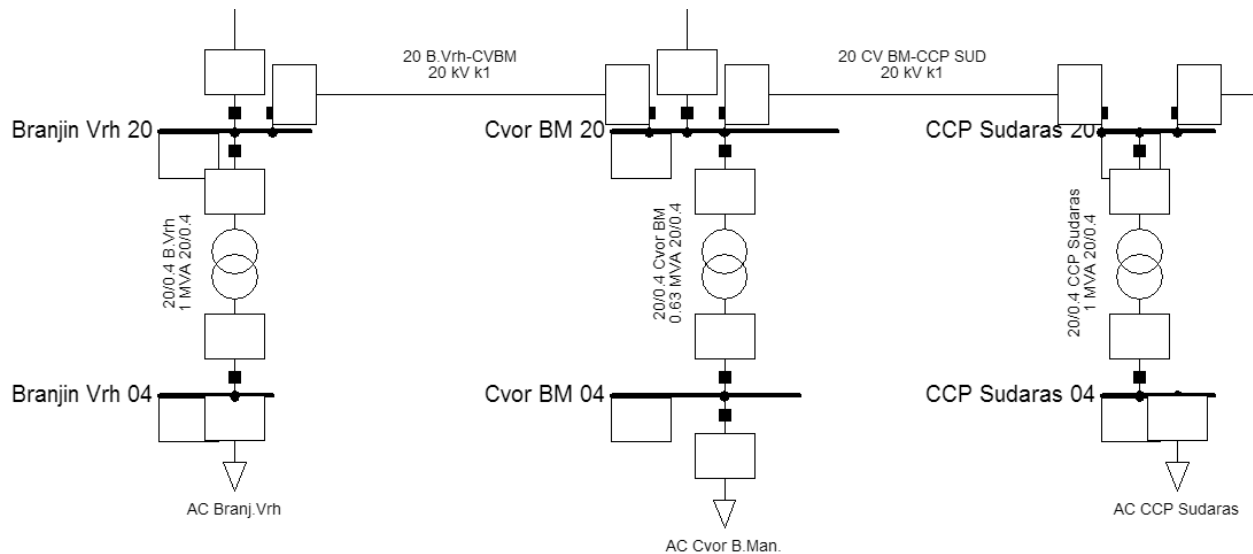 20 B.Vrh-CVBM
20 kV k1
20 CV BM-CCP SUD
20 kV k1
Branjin Vrh 20
Cvor BM 20
CCP Sudaras 20
20/0.4 B.Vrh
1 MVA 20/0.4
20/0.4 Cvor BM
0.63 MVA 20/0.4
20/0.4 CCP Sudaras
1 MVA 20/0.4
Branjin Vrh 04
Cvor BM 04
CCP Sudaras 04
AC Branj.Vrh
AC Cvor B.Man.
AC CCP Sudaras